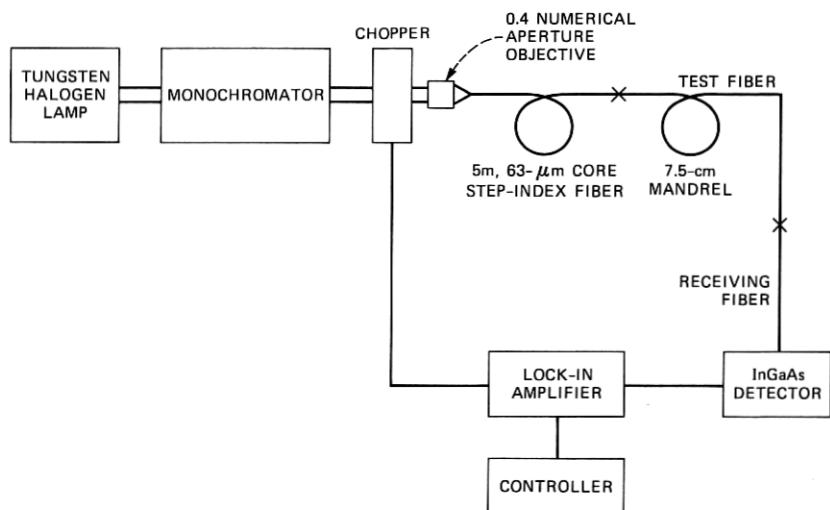 0.4 NUMERICAL
APERTURE
OBJECTIVE
CHOPPER
TUNGSTEN
HALOGEN
LAMP
MONOCHROMATOR
TEST FIBER
5m, 63-μm CORE
STEP-INDEX FIBER
7.5-cm
MANDREL
RECEIVING
FIBER
LOCK-IN
AMPLIFIER
InGaAs
DETECTOR
CONTROLLER